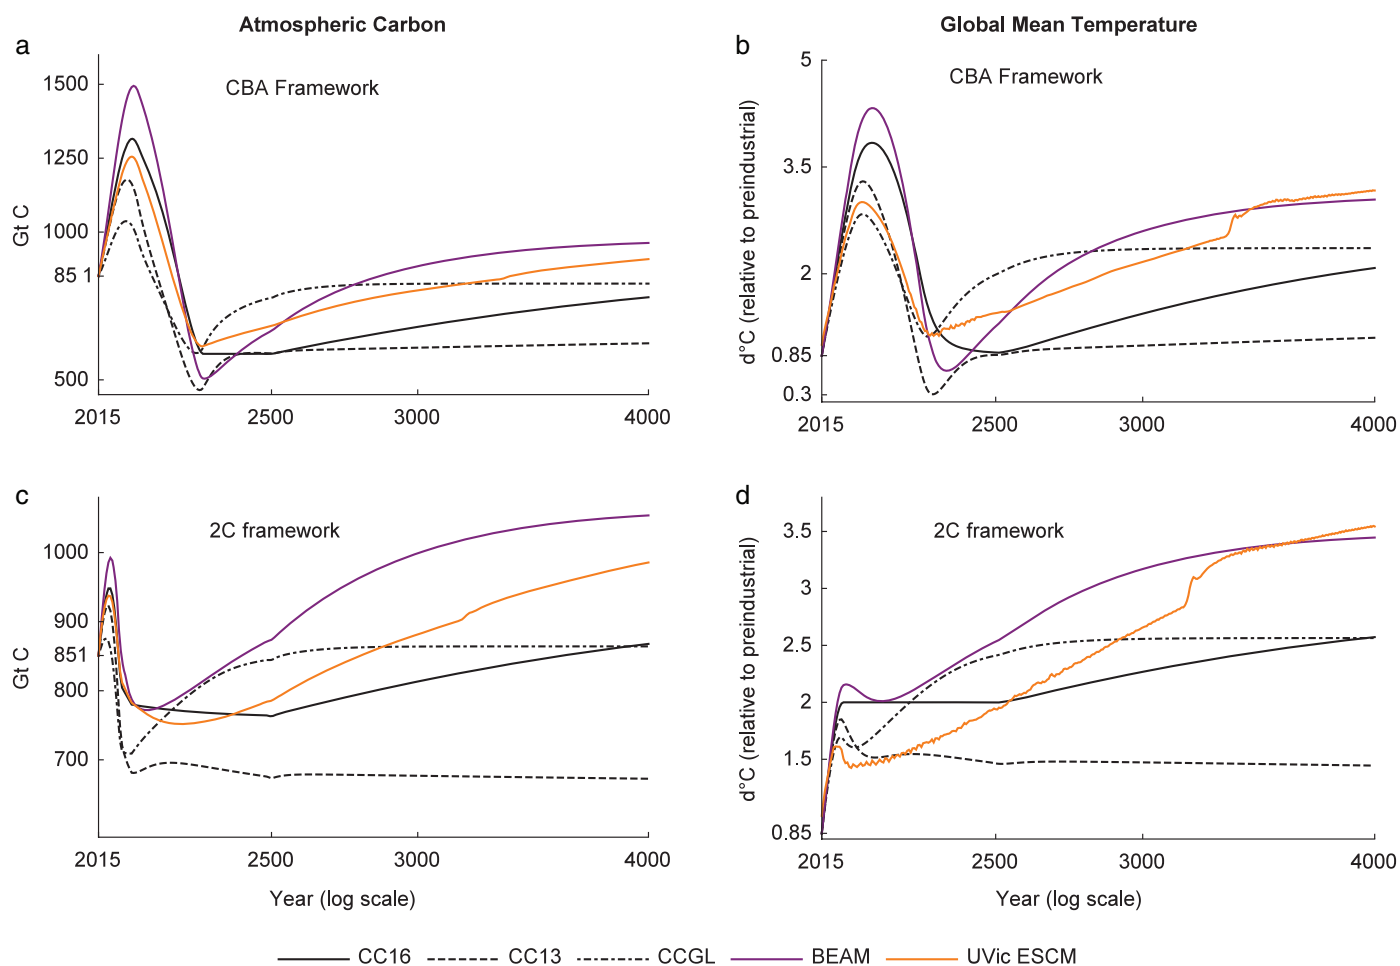 Atmospheric Carbon
Global Mean Temperature
a
CBA Framework
Gt C
1500
1250
1000
85 1
500
2015
2500
3000
4000
b
CBA Framework
d°C (relative to preindustrial)
5
3.5
2
0.85
0.3
2015
2500
3000
4000
c
2C framework
Gt C
1000
900
851
800
700
2015
2500
3000
4000
Year (log scale)
d
2C framework
d°C (relative to preindustrial)
3.5
3
2.5
2
1.5
0.85
2015
2500
3000
4000
Year (log scale)
CC16 CC13 CCGL BEAM UVic ESCM